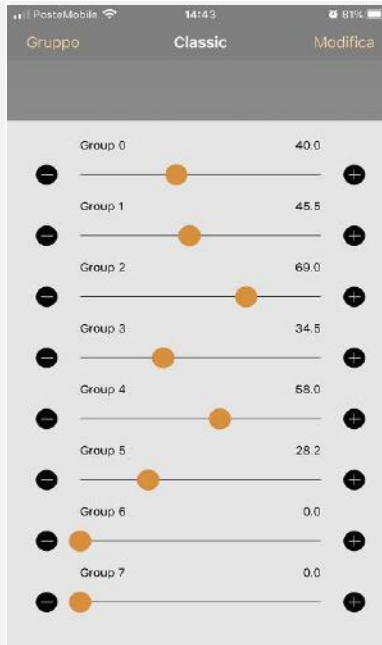 PosteMobile 14:43 81%
Gruppo Classic Modifica
Group 0 40.0
Group 1 45.5
Group 2 69.0
Group 3 34.5
Group 4 58.0
Group 5 28.2
Group 6 0.0
Group 7 0.0